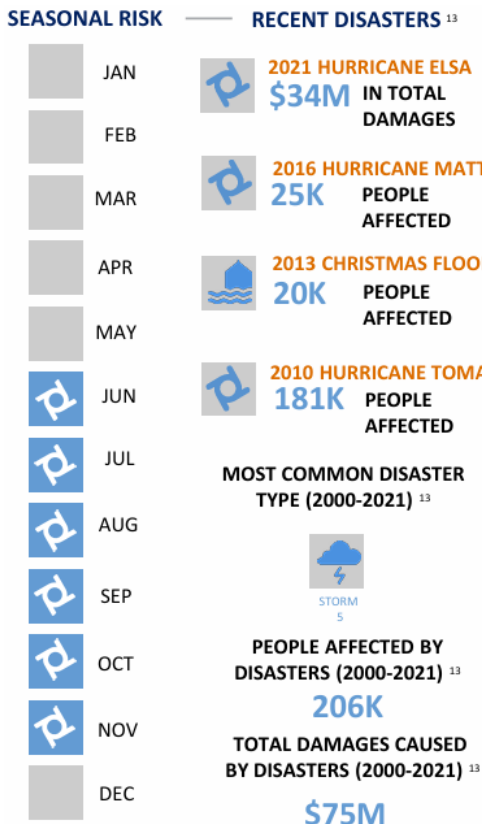 SEASONAL RISK
JAN
FEB
MAR
APR
MAY
JUN
JUL
AUG
SEP
OCT
NOV
DEC
RECENT DISASTERS 13
2021 HURRICANE ELSA
$34M IN TOTAL
DAMAGES
2016 HURRICANE MATT
25K PEOPLE
AFFECTED
2013 CHRISTMAS FLOO
20K PEOPLE
AFFECTED
2010 HURRICANE TOMA
181K PEOPLE
AFFECTED
MOST COMMON DISASTER
TYPE (2000-2021) 13
STORM
5
PEOPLE AFFECTED BY
DISASTERS (2000-2021) 13
206K
TOTAL DAMAGES CAUSED
BY DISASTERS (2000-2021) 13
$75M